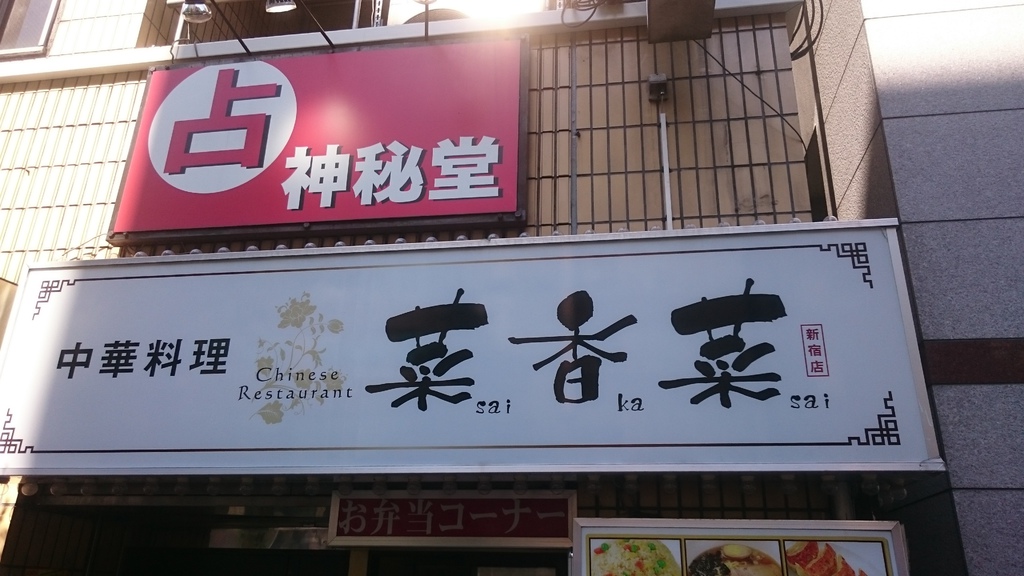 占
神秘堂
中華料理
Chinese
Restaurant
菜香菜
sai ka sai
新宿店
お弁当コーナー